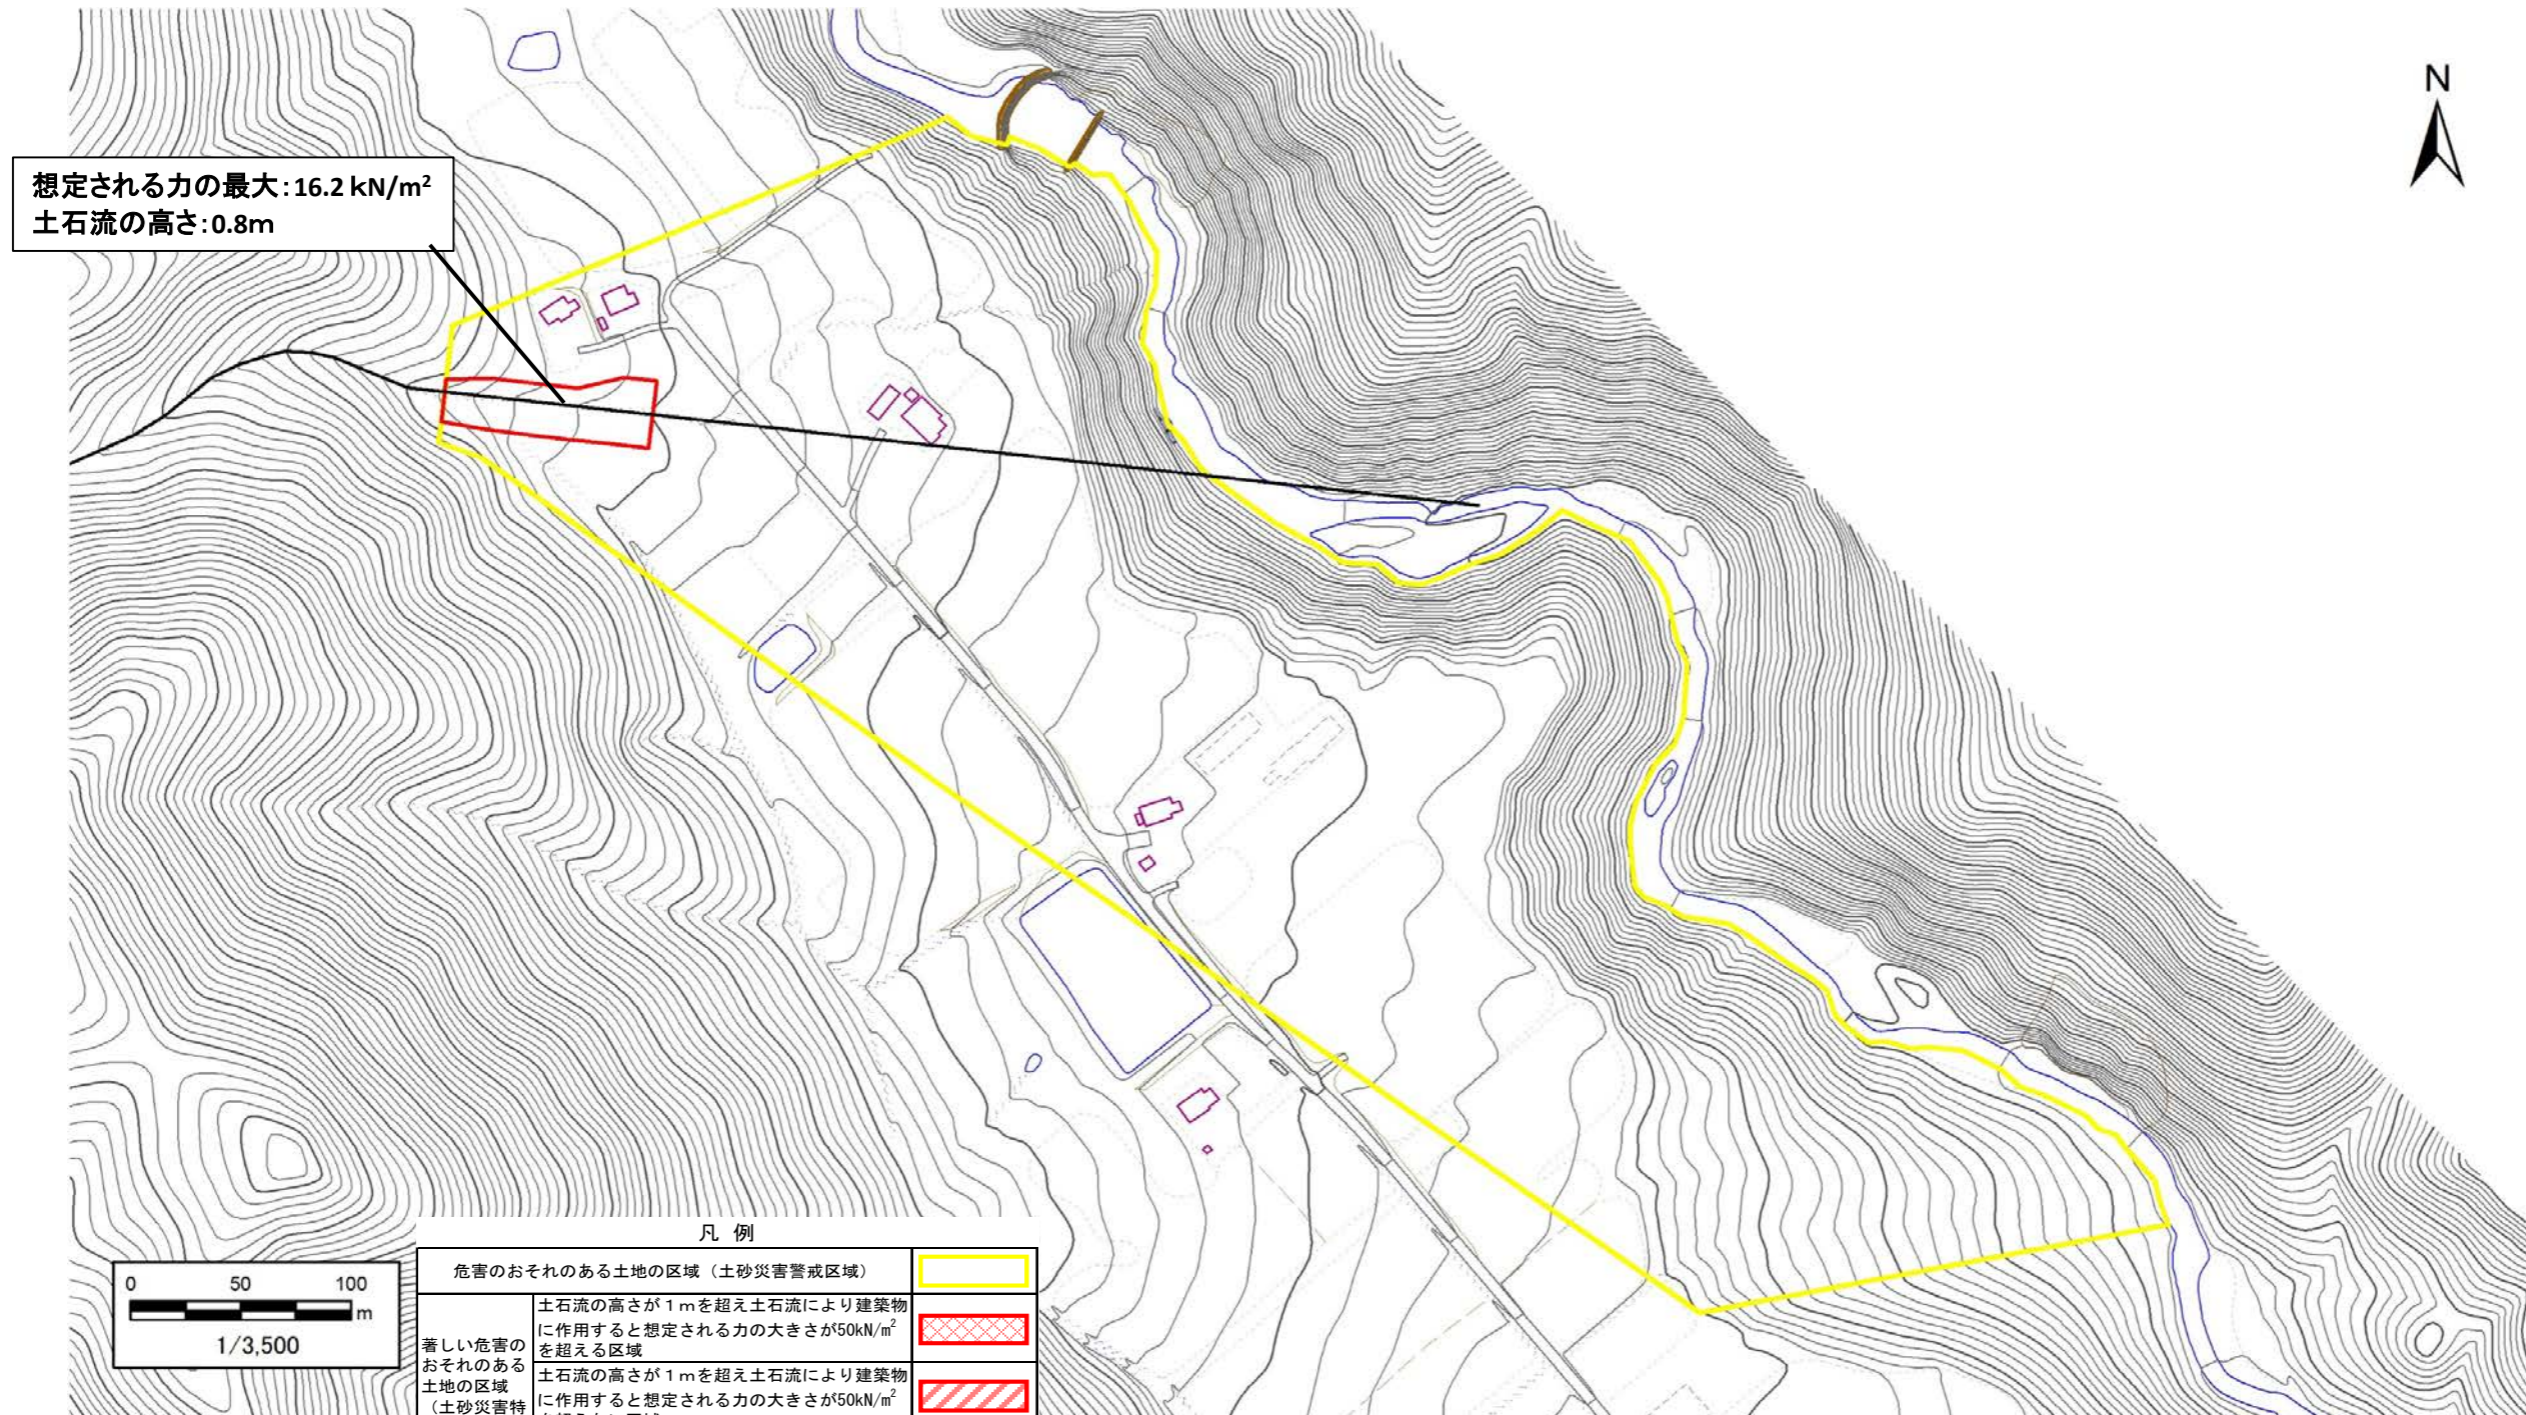 N
想定される力の最大：16.2 kN/m²
土石流の高さ：0.8m
凡 例
危害のおそれのある土地の区域（土砂災害警戒区域）
著しい危害の
おそれのある
土地の区域
（土砂災害特
土石流の高さが１ｍを超え土石流により建築物
に作用すると想定される力の大きさが50kN/㎡
を超える区域
土石流の高さが１ｍを超え土石流により建築物
に作用すると想定される力の大きさが50kN/㎡
0 50 100
m
1/3,500